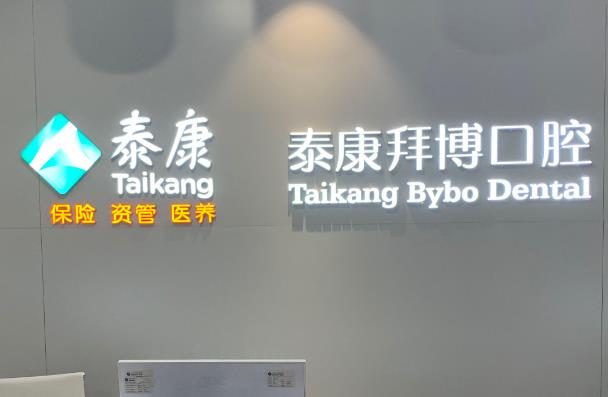 泰康
Taikang
保险 资管 医养
泰康拜博口腔
Taikang Bybo Dental